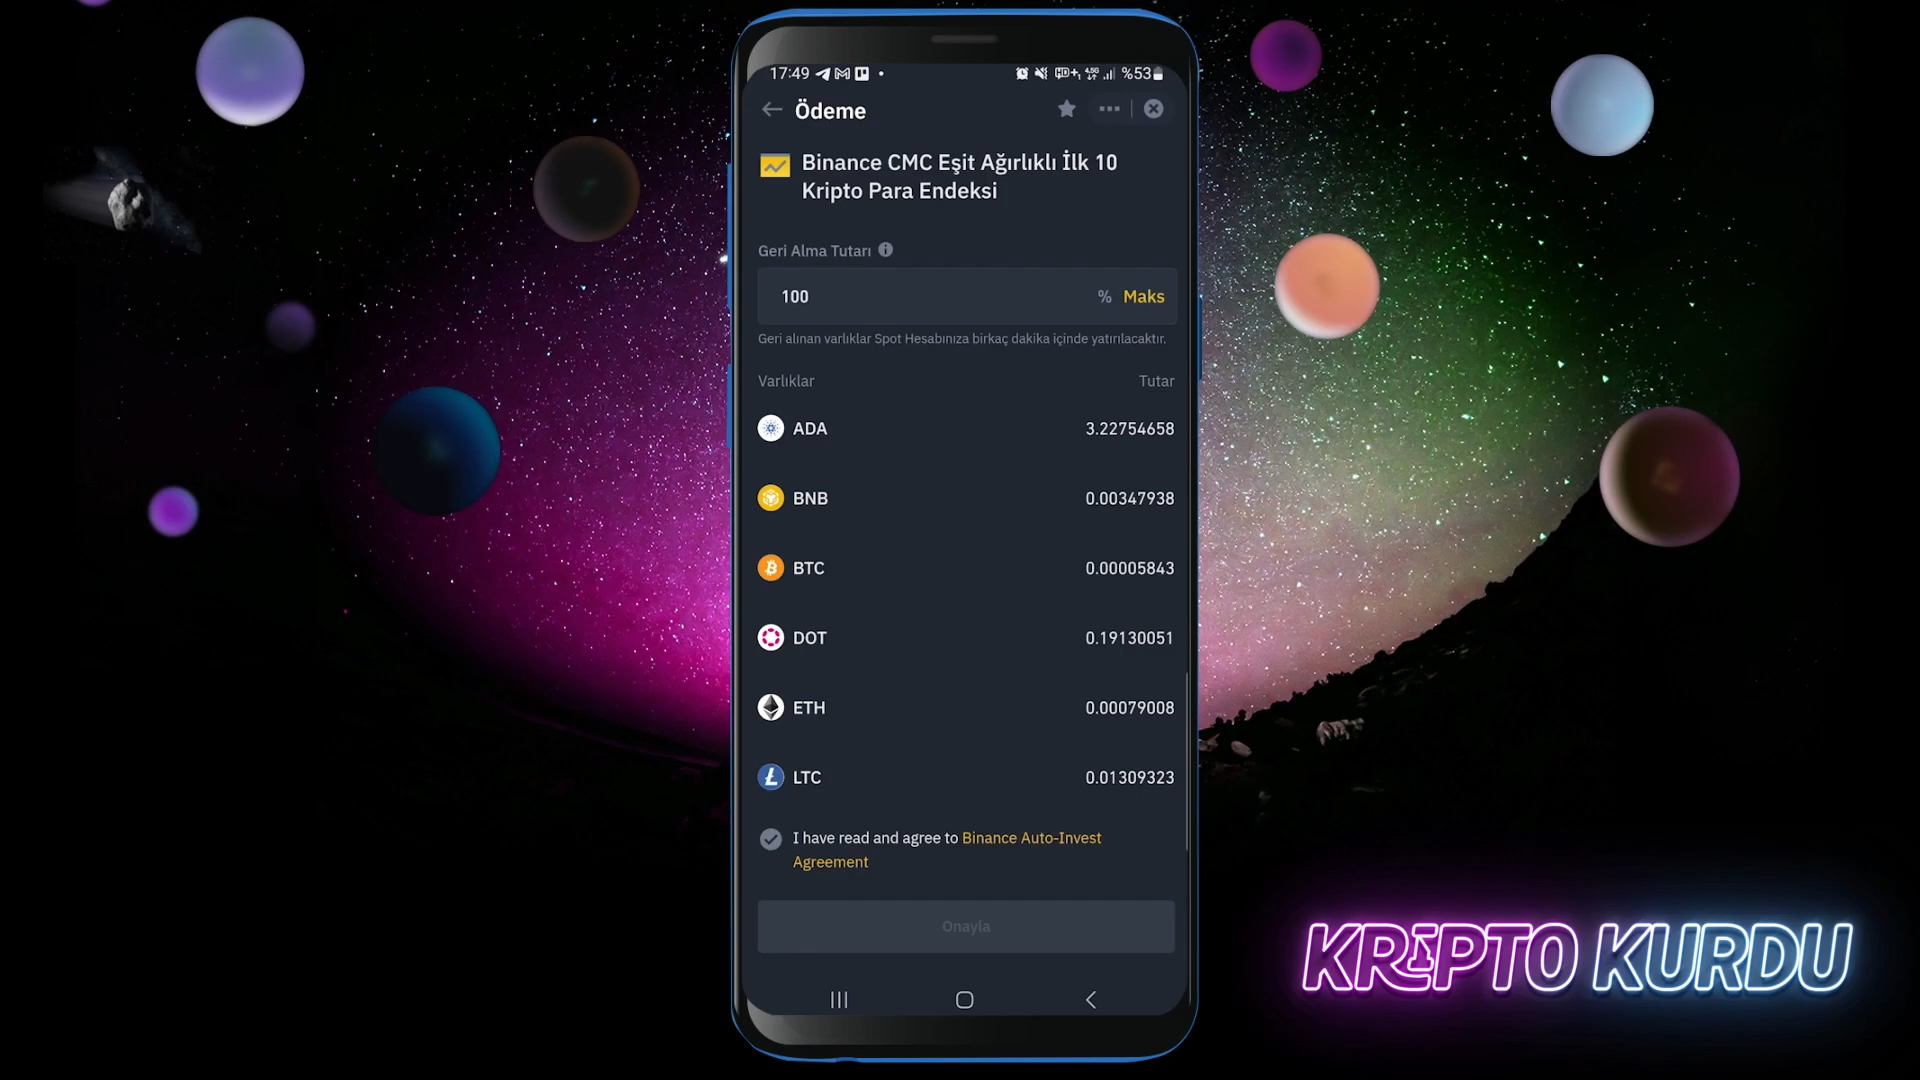 17:49 %53
Ödeme
Binance CMC Eşit Ağırlıklı İlk 10
Kripto Para Endeksi
Geri Alma Tutarı
100 % Maks
Geri alınan varlıklar Spot Hesabınıza birkaç dakika içinde yatırılacaktır.
Varlıklar Tutar
ADA 3.22754658
BNB 0.00347938
BTC 0.00005843
DOT 0.19130051
ETH 0.00079008
LTC 0.01309323
I have read and agree to Binance Auto-Invest
Agreement
Onayla
KRİPTO KURDU